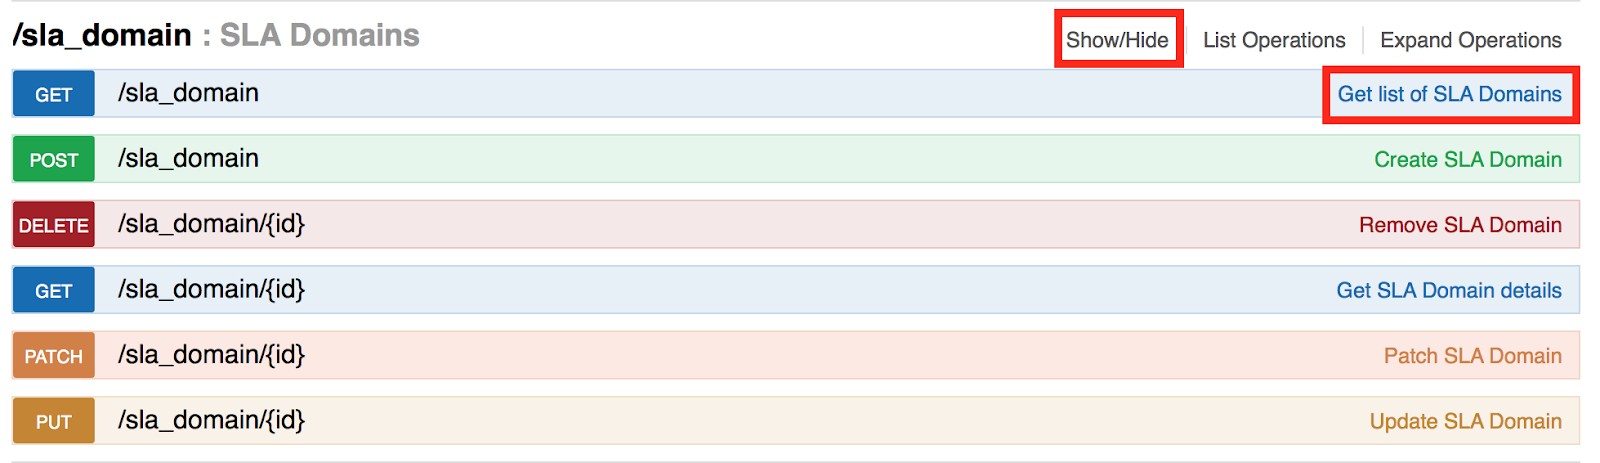 /sla_domain : SLA Domains Show/Hide List Operations Expand Operations
GET /sla_domain Get list of SLA Domains
POST /sla_domain Create SLA Domain
DELETE /sla_domain/{id} Remove SLA Domain
GET /sla_domain/{id} Get SLA Domain details
PATCH /sla_domain/{id} Patch SLA Domain
PUT /sla_domain/{id} Update SLA Domain